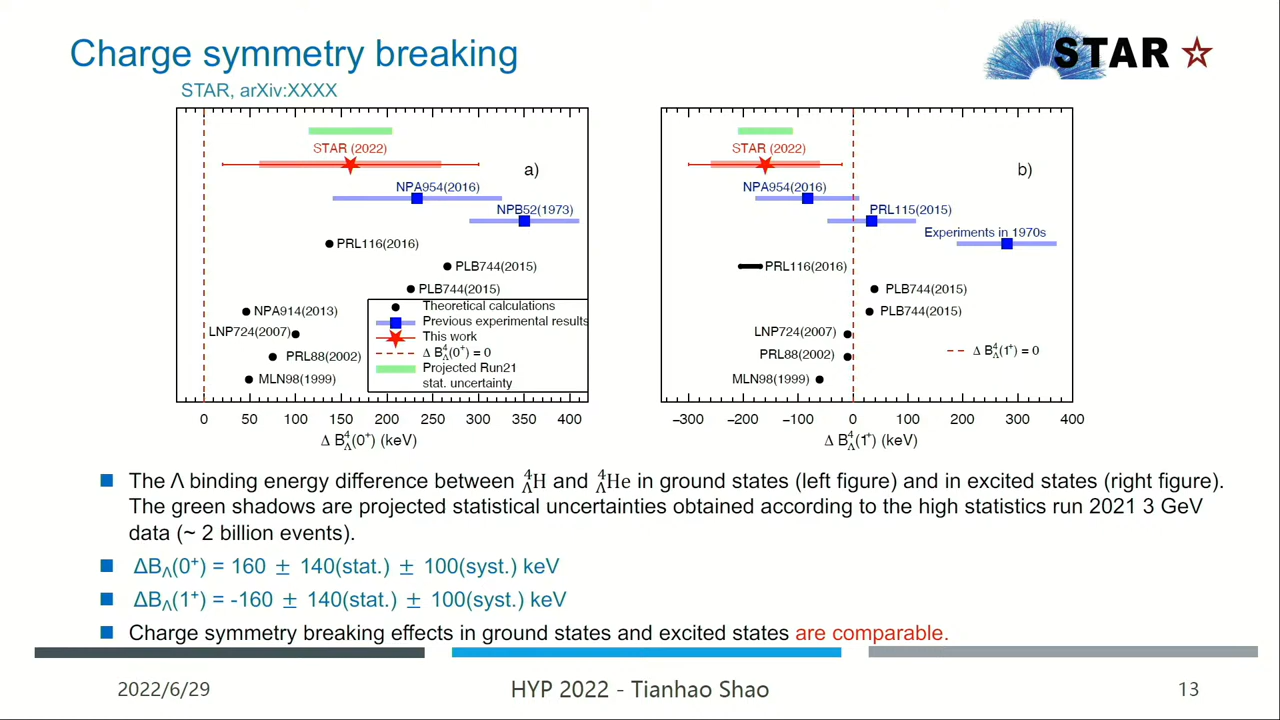 Charge symmetry breaking
STAR ☆
STAR, arXiv:XXXX
STAR (2022)
a)
NPA954(2016)
NPB52(1973)
PRL116(2016)
PLB744(2015)
PLB744(2015)
NPA914(2013)
LNP724(2007)
PRL88(2002)
MLN98(1999)
Theoretical calculations
Previous experimental results
This work
Δ B⁴_Λ(0⁺) = 0
Projected Run21
stat. uncertainty
0 50 100 150 200 250 300 350 400
Δ B⁴_Λ(0⁺) (keV)
STAR (2022)
b)
NPA954(2016)
PRL115(2015)
Experiments in 1970s
PRL116(2016)
PLB744(2015)
PLB744(2015)
LNP724(2007)
PRL88(2002)
MLN98(1999)
Δ B⁴_Λ(1⁺) = 0
−300 −200 −100 0 100 200 300 400
Δ B⁴_Λ(1⁺) (keV)
The Λ binding energy difference between ⁴_ΛH and ⁴_ΛHe in ground states (left figure) and in excited states (right figure).
The green shadows are projected statistical uncertainties obtained according to the high statistics run 2021 3 GeV
data (~ 2 billion events).
ΔB_Λ(0⁺) = 160 ± 140(stat.) ± 100(syst.) keV
ΔB_Λ(1⁺) = -160 ± 140(stat.) ± 100(syst.) keV
Charge symmetry breaking effects in ground states and excited states are comparable.
2022/6/29
HYP 2022 - Tianhao Shao
13